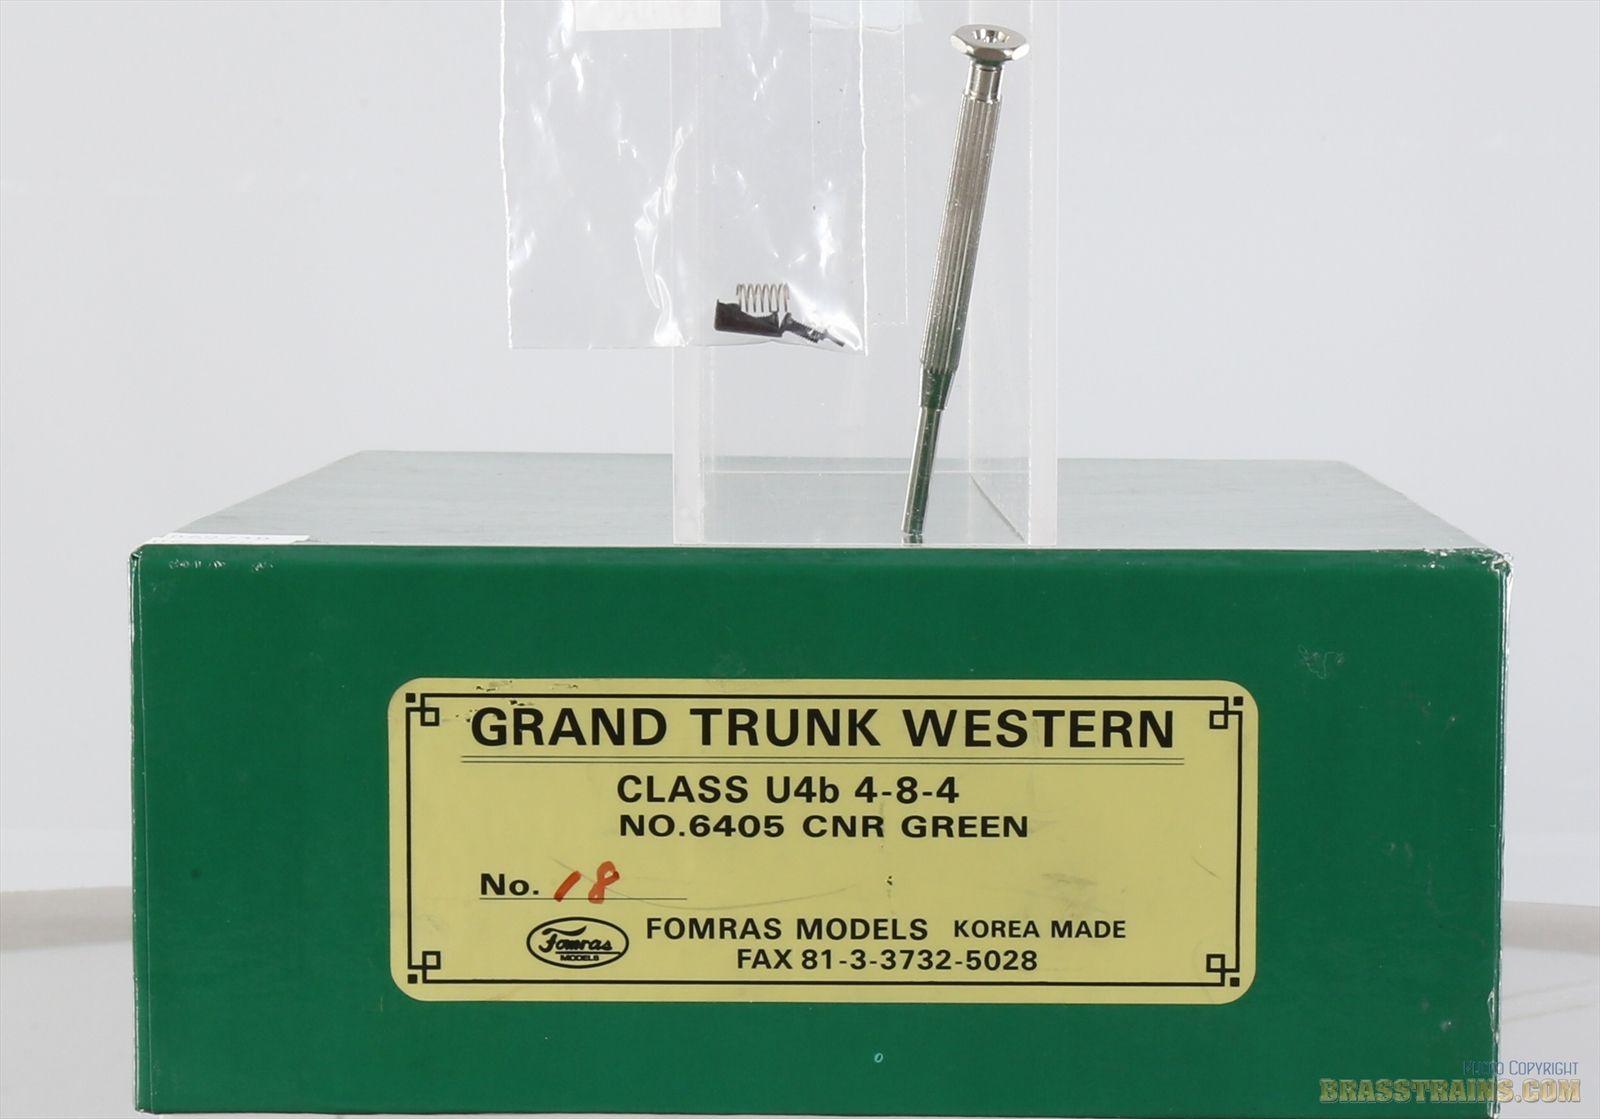 GRAND TRUNK WESTERN
CLASS U4b 4-8-4
NO.6405 CNR GREEN
No. 18
Fomras
MODELS
FOMRAS MODELS KOREA MADE
FAX 81-3-3732-5028
PHOTO COPYRIGHT
BRASSTRAINS.COM